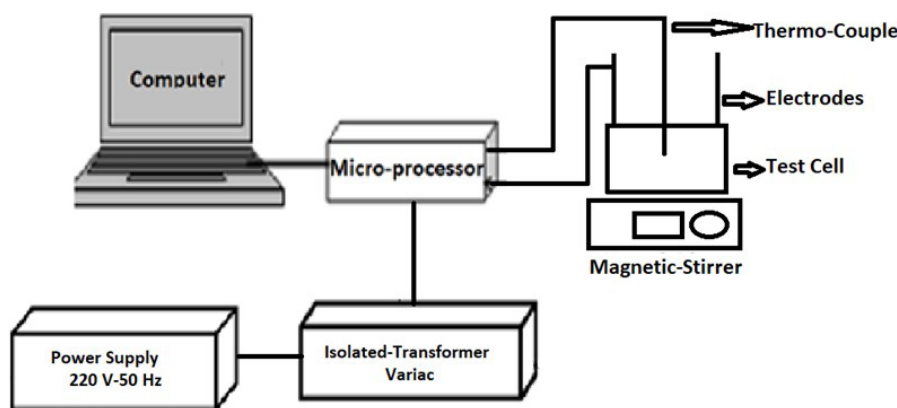 Thermo-Couple
Computer
Electrodes
Micro-processor
Test Cell
Magnetic-Stirrer
Power Supply
220 V-50 Hz
Isolated-Transformer
Variac